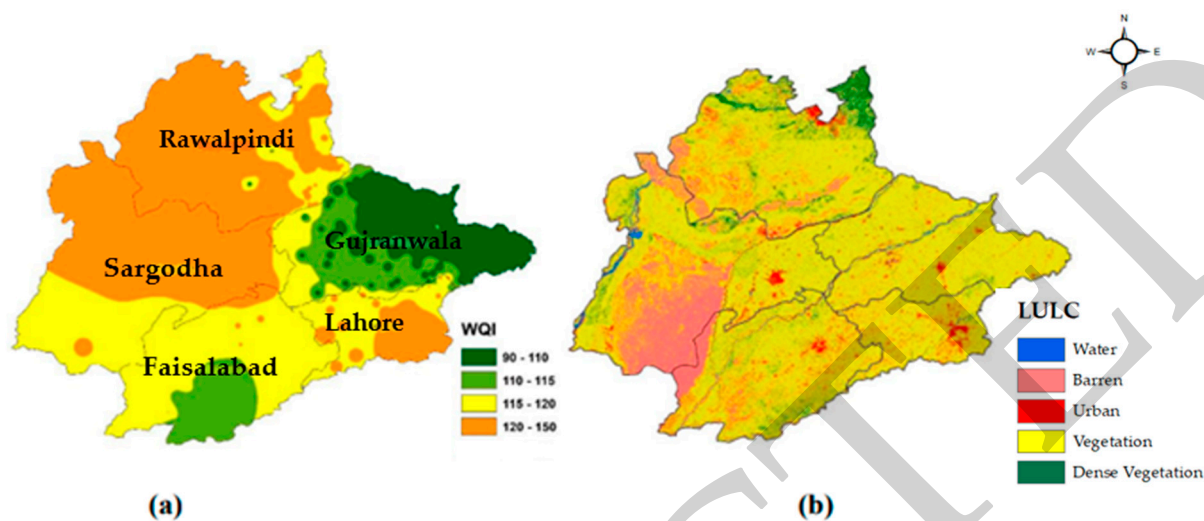 N
W E
S
Rawalpindi
Gujranwala
Sargodha
Lahore
Faisalabad
WQI
90 - 110
110 - 115
115 - 120
120 - 150
LULC
Water
Barren
Urban
Vegetation
Dense Vegetation
(a)
(b)
CTED